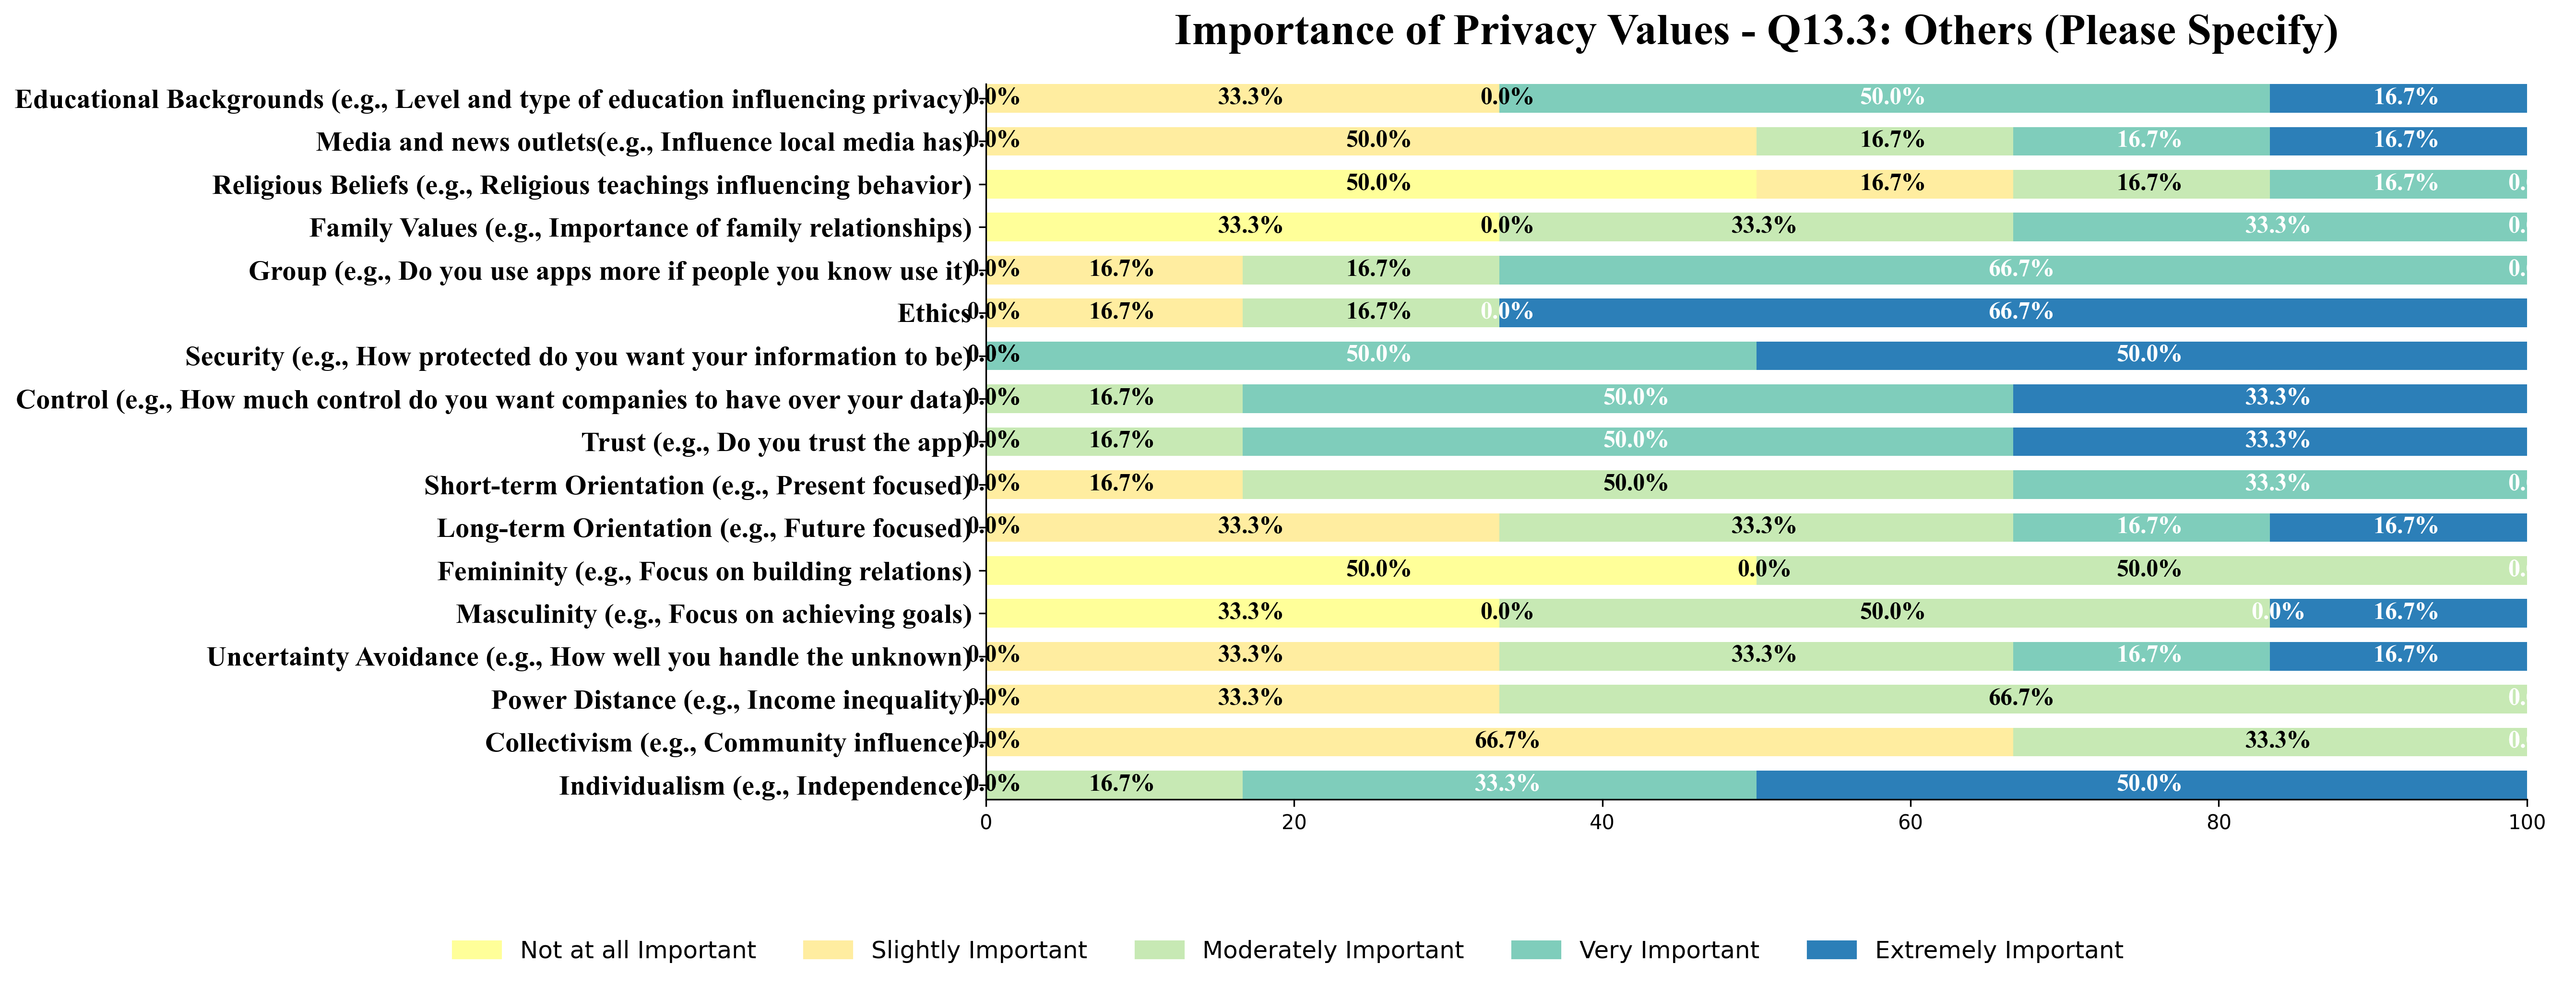 Importance of Privacy Values - Q13.3: Others (Please Specify)
Educational Backgrounds (e.g., Level and type of education influencing privacy) 0.0% 33.3% 0.0% 50.0% 16.7%
Media and news outlets(e.g., Influence local media has) 0.0% 50.0% 16.7% 16.7% 16.7%
Religious Beliefs (e.g., Religious teachings influencing behavior) 50.0% 16.7% 16.7% 16.7% 0.
Family Values (e.g., Importance of family relationships) 33.3% 0.0% 33.3% 33.3% 0.
Group (e.g., Do you use apps more if people you know use it) 0.0% 16.7% 16.7% 66.7% 0.
Ethics 0.0% 16.7% 16.7% 0.0% 66.7%
Security (e.g., How protected do you want your information to be) 0.0% 50.0% 50.0%
Control (e.g., How much control do you want companies to have over your data) 0.0% 16.7% 50.0% 33.3%
Trust (e.g., Do you trust the app) 0.0% 16.7% 50.0% 33.3%
Short-term Orientation (e.g., Present focused) 0.0% 16.7% 50.0% 33.3% 0.
Long-term Orientation (e.g., Future focused) 0.0% 33.3% 33.3% 16.7% 16.7%
Femininity (e.g., Focus on building relations) 50.0% 0.0% 50.0% 0.
Masculinity (e.g., Focus on achieving goals) 33.3% 0.0% 50.0% 0.0% 16.7%
Uncertainty Avoidance (e.g., How well you handle the unknown) 0.0% 33.3% 33.3% 16.7% 16.7%
Power Distance (e.g., Income inequality) 0.0% 33.3% 66.7% 0.
Collectivism (e.g., Community influence) 0.0% 66.7% 33.3% 0.
Individualism (e.g., Independence) 0.0% 16.7% 33.3% 50.0%
0 20 40 60 80 100
Not at all Important Slightly Important Moderately Important Very Important Extremely Important